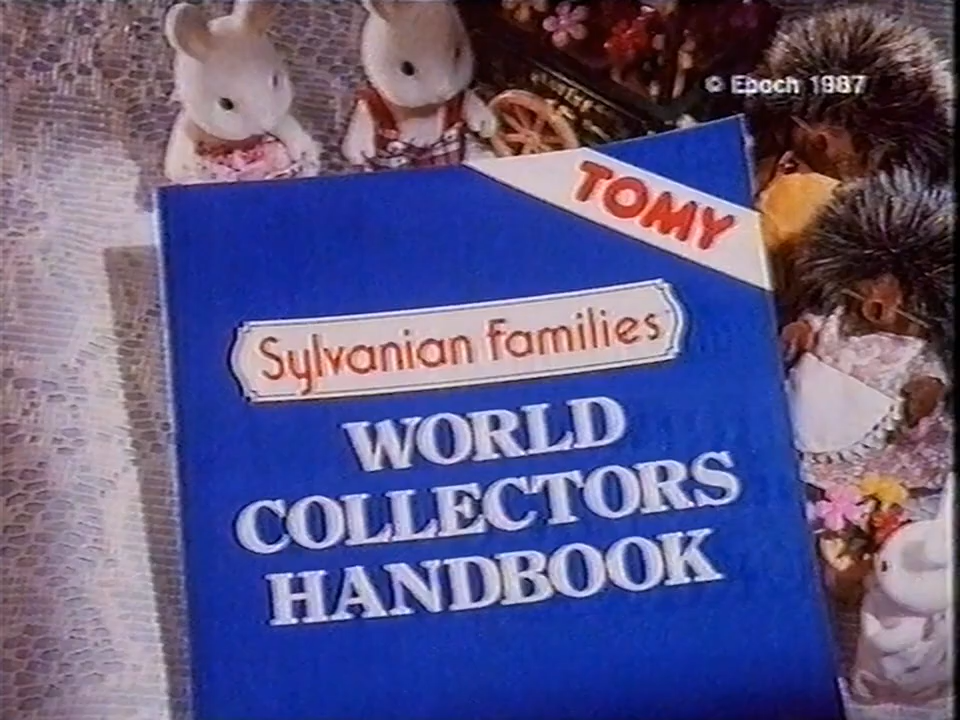 © Epoch 1987
TOMY
Sylvanian Families
WORLD
COLLECTORS
HANDBOOK